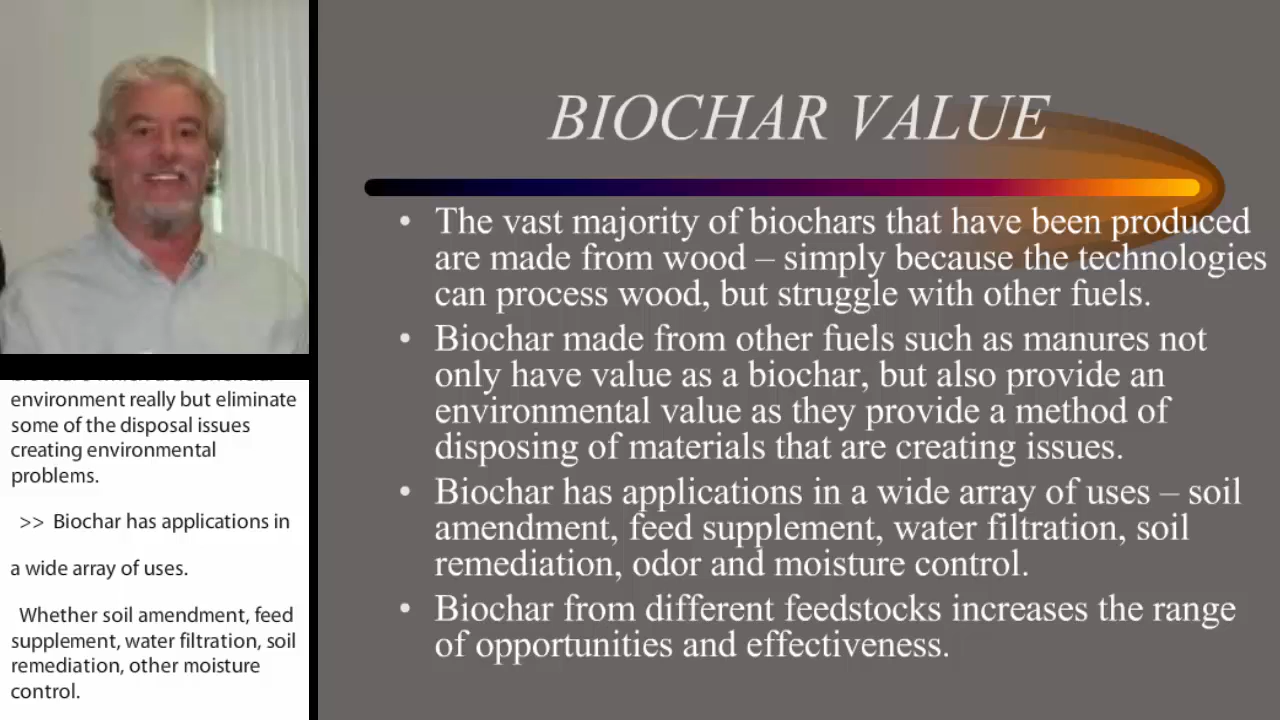 BIOCHAR VALUE
• The vast majority of biochars that have been produced
are made from wood – simply because the technologies
can process wood, but struggle with other fuels.
• Biochar made from other fuels such as manures not
only have value as a biochar, but also provide an
environmental value as they provide a method of
disposing of materials that are creating issues.
• Biochar has applications in a wide array of uses – soil
amendment, feed supplement, water filtration, soil
remediation, odor and moisture control.
• Biochar from different feedstocks increases the range
of opportunities and effectiveness.
environment really but eliminate
some of the disposal issues
creating environmental
problems.
>> Biochar has applications in
a wide array of uses.
Whether soil amendment, feed
supplement, water filtration, soil
remediation, other moisture
control.